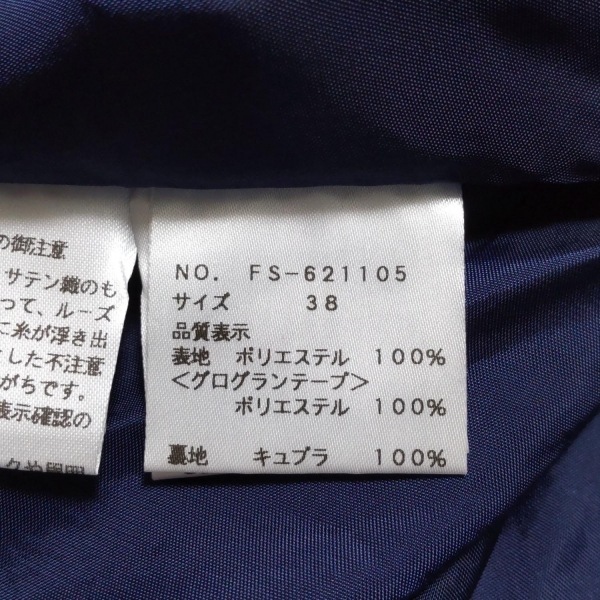 の御注意
サテン織のも
って、ルーズ
に糸が浮き出
した不注意
がちです。
表示確認の
NO. FS-621105
サイズ 38
品質表示
表地 ポリエステル 100%
<グログランテープ>
ポリエステル 100%
裏地 キュプラ 100%